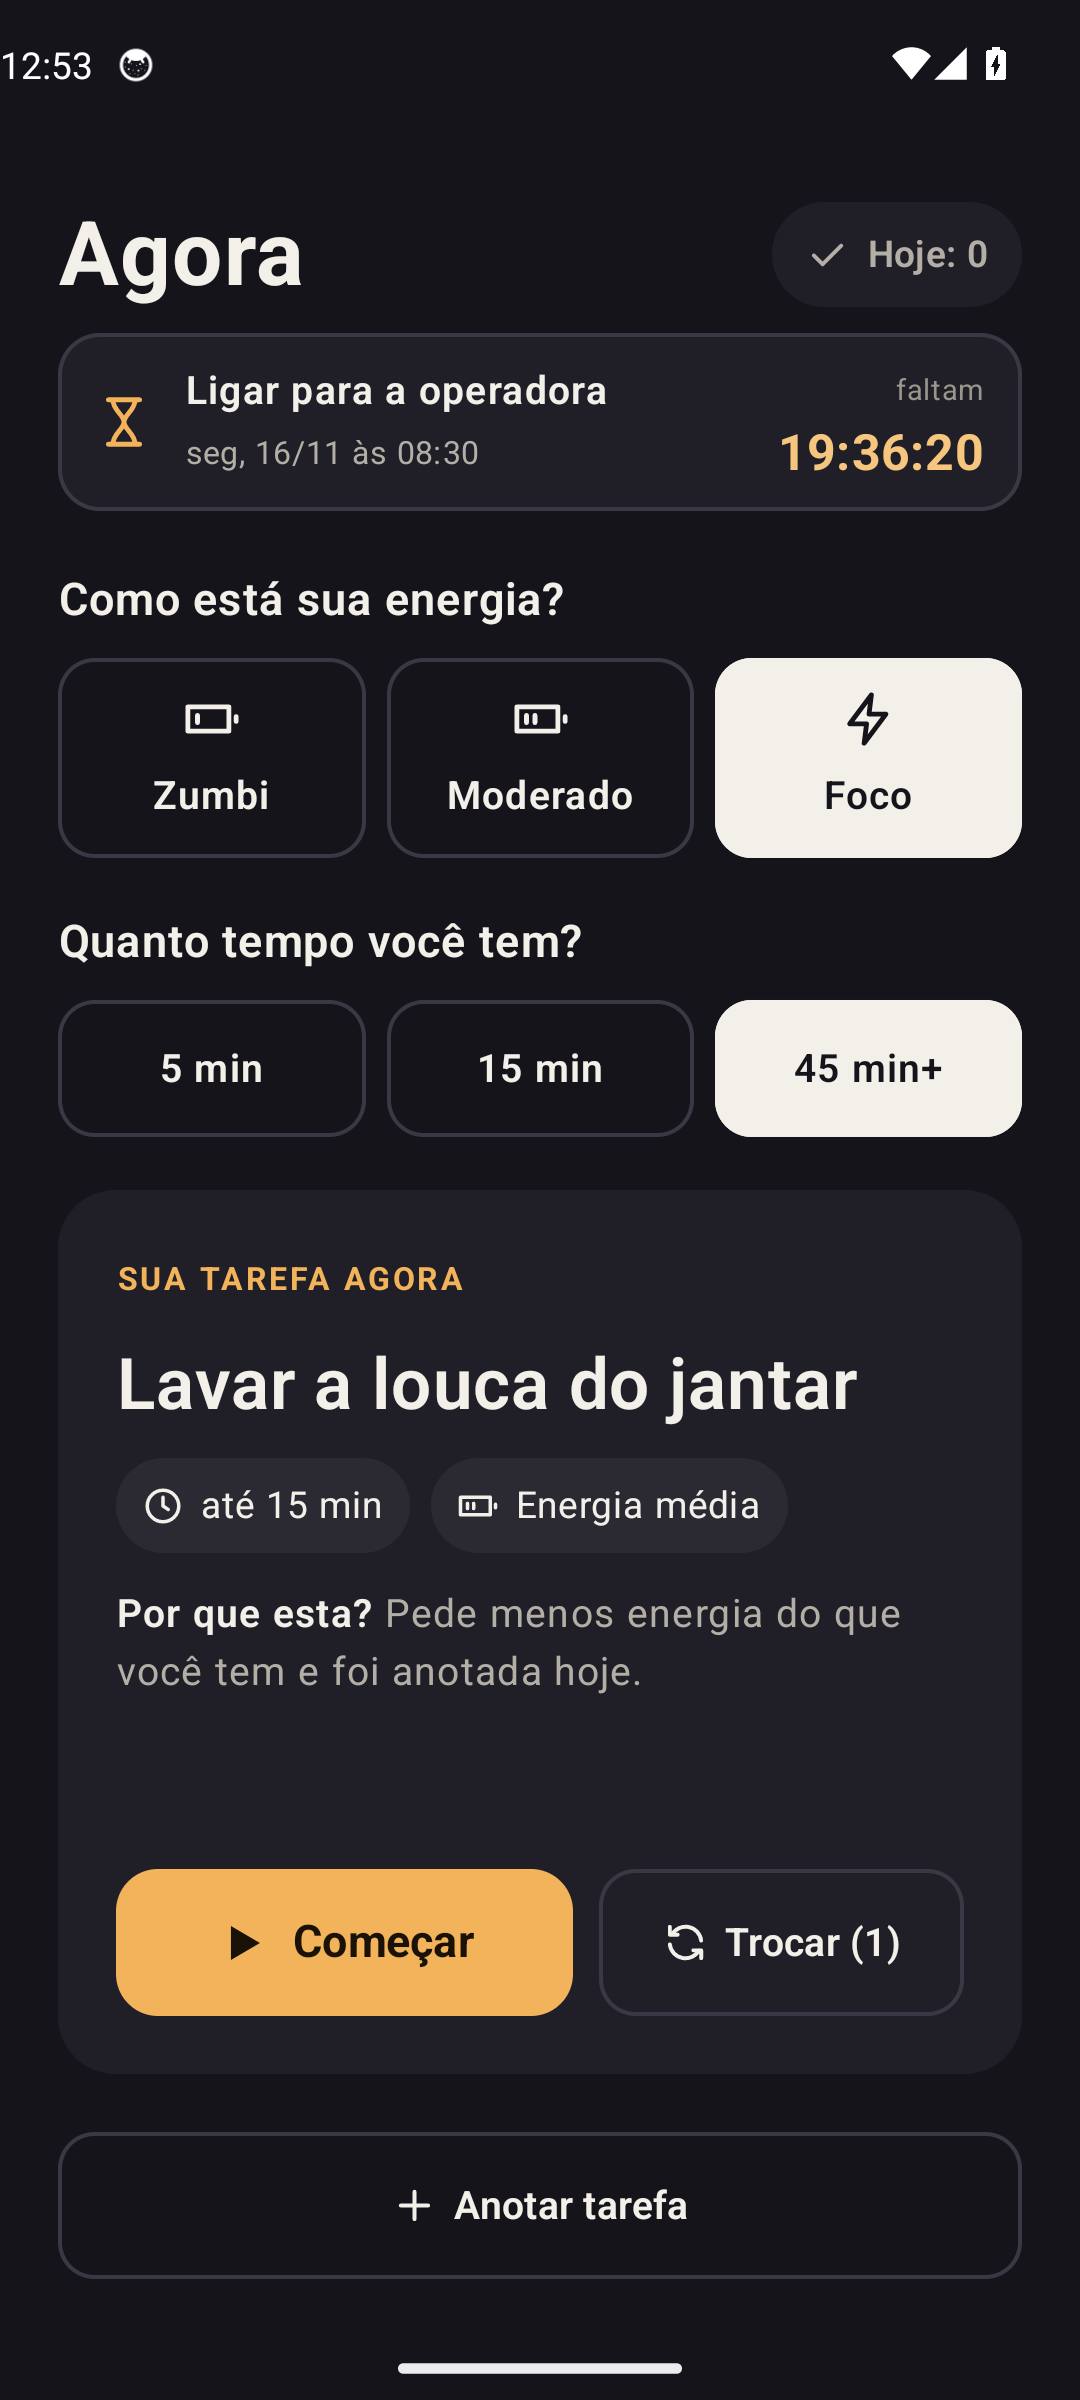 12:53
Agora
Hoje: 0
Ligar para a operadora
faltam
seg, 16/11 às 08:30
19:36:20
Como está sua energia?
Zumbi
Moderado
Foco
Quanto tempo você tem?
5 min
15 min
45 min+
SUA TAREFA AGORA
Lavar a louca do jantar
até 15 min
Energia média
Por que esta? Pede menos energia do que
você tem e foi anotada hoje.
Começar
Trocar (1)
Anotar tarefa